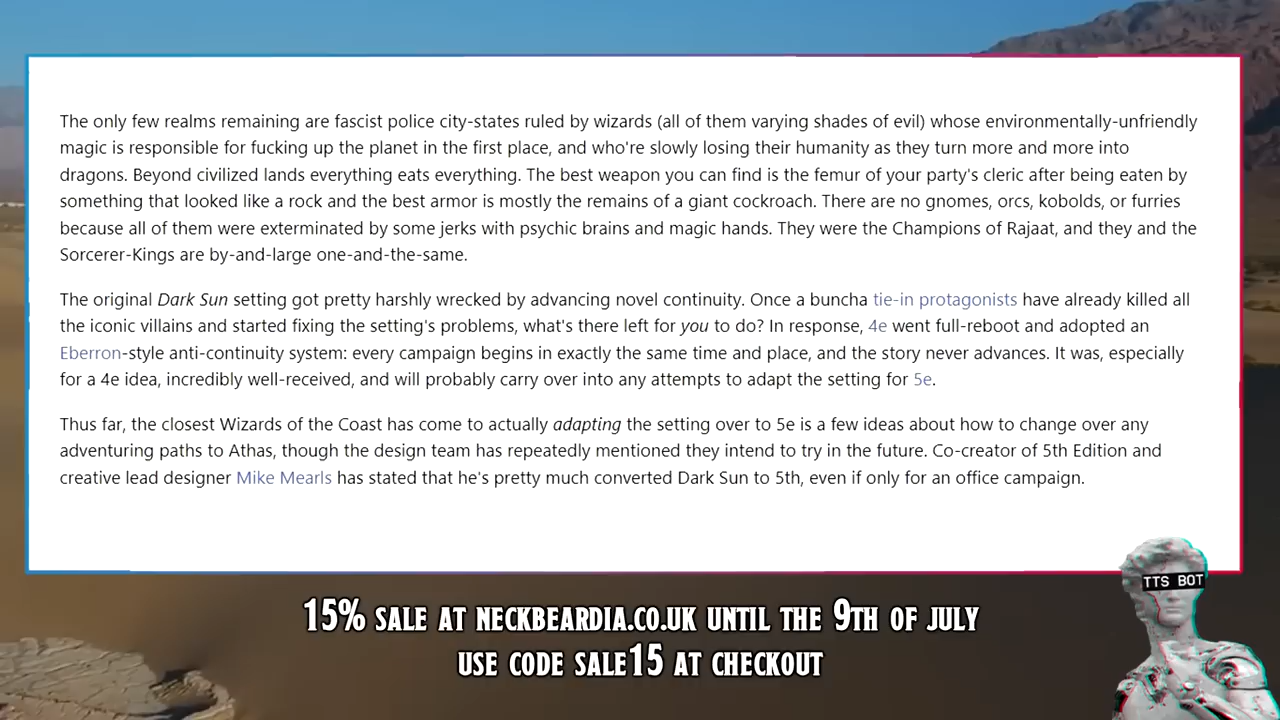 The only few realms remaining are fascist police city-states ruled by wizards (all of them varying shades of evil) whose environmentally-unfriendly
magic is responsible for fucking up the planet in the first place, and who're slowly losing their humanity as they turn more and more into
dragons. Beyond civilized lands everything eats everything. The best weapon you can find is the femur of your party's cleric after being eaten by
something that looked like a rock and the best armor is mostly the remains of a giant cockroach. There are no gnomes, orcs, kobolds, or furries
because all of them were exterminated by some jerks with psychic brains and magic hands. They were the Champions of Rajaat, and they and the
Sorcerer-Kings are by-and-large one-and-the-same.
The original Dark Sun setting got pretty harshly wrecked by advancing novel continuity. Once a buncha tie-in protagonists have already killed all
the iconic villains and started fixing the setting's problems, what's there left for you to do? In response, 4e went full-reboot and adopted an
Eberron-style anti-continuity system: every campaign begins in exactly the same time and place, and the story never advances. It was, especially
for a 4e idea, incredibly well-received, and will probably carry over into any attempts to adapt the setting for 5e.
Thus far, the closest Wizards of the Coast has come to actually adapting the setting over to 5e is a few ideas about how to change over any
adventuring paths to Athas, though the design team has repeatedly mentioned they intend to try in the future. Co-creator of 5th Edition and
creative lead designer Mike Mearls has stated that he's pretty much converted Dark Sun to 5th, even if only for an office campaign.
TTS BOT
15% SALE AT NECKBEARDIA.CO.UK UNTIL THE 9TH OF JULY
USE CODE SALE15 AT CHECKOUT